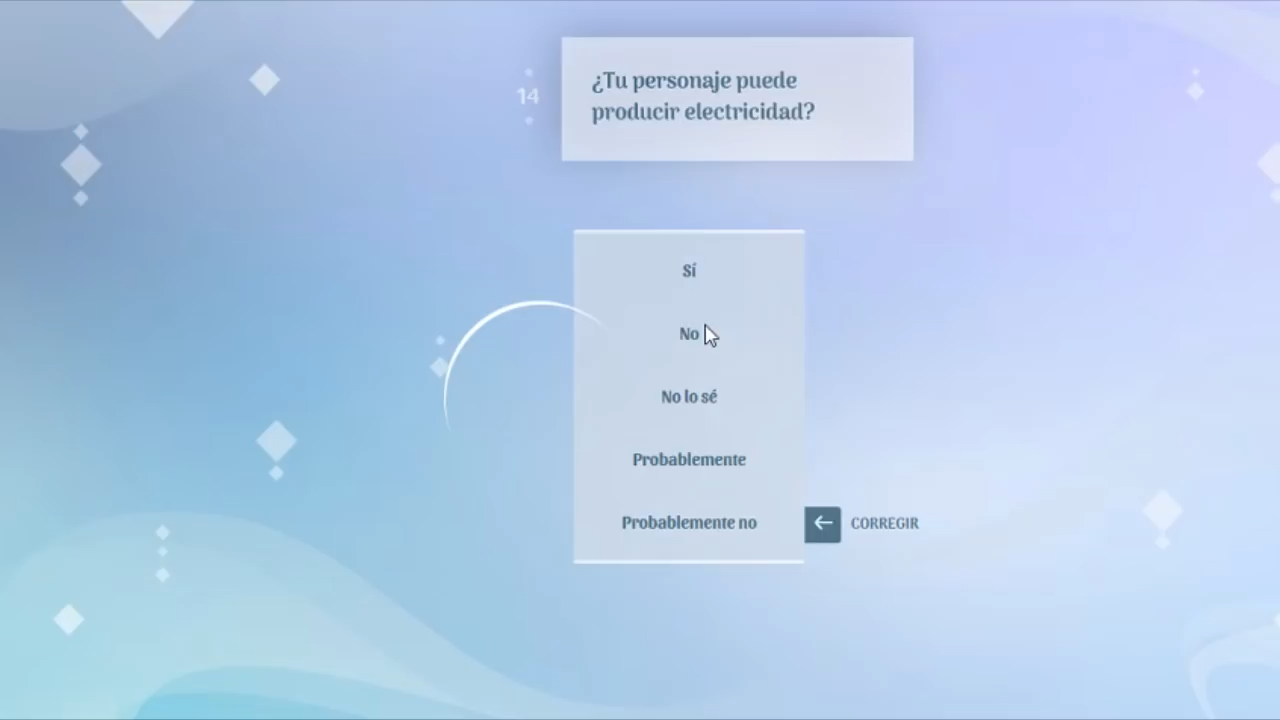 14
¿Tu personaje puede
producir electricidad?
Sí
No
No lo sé
Probablemente
Probablemente no
CORREGIR